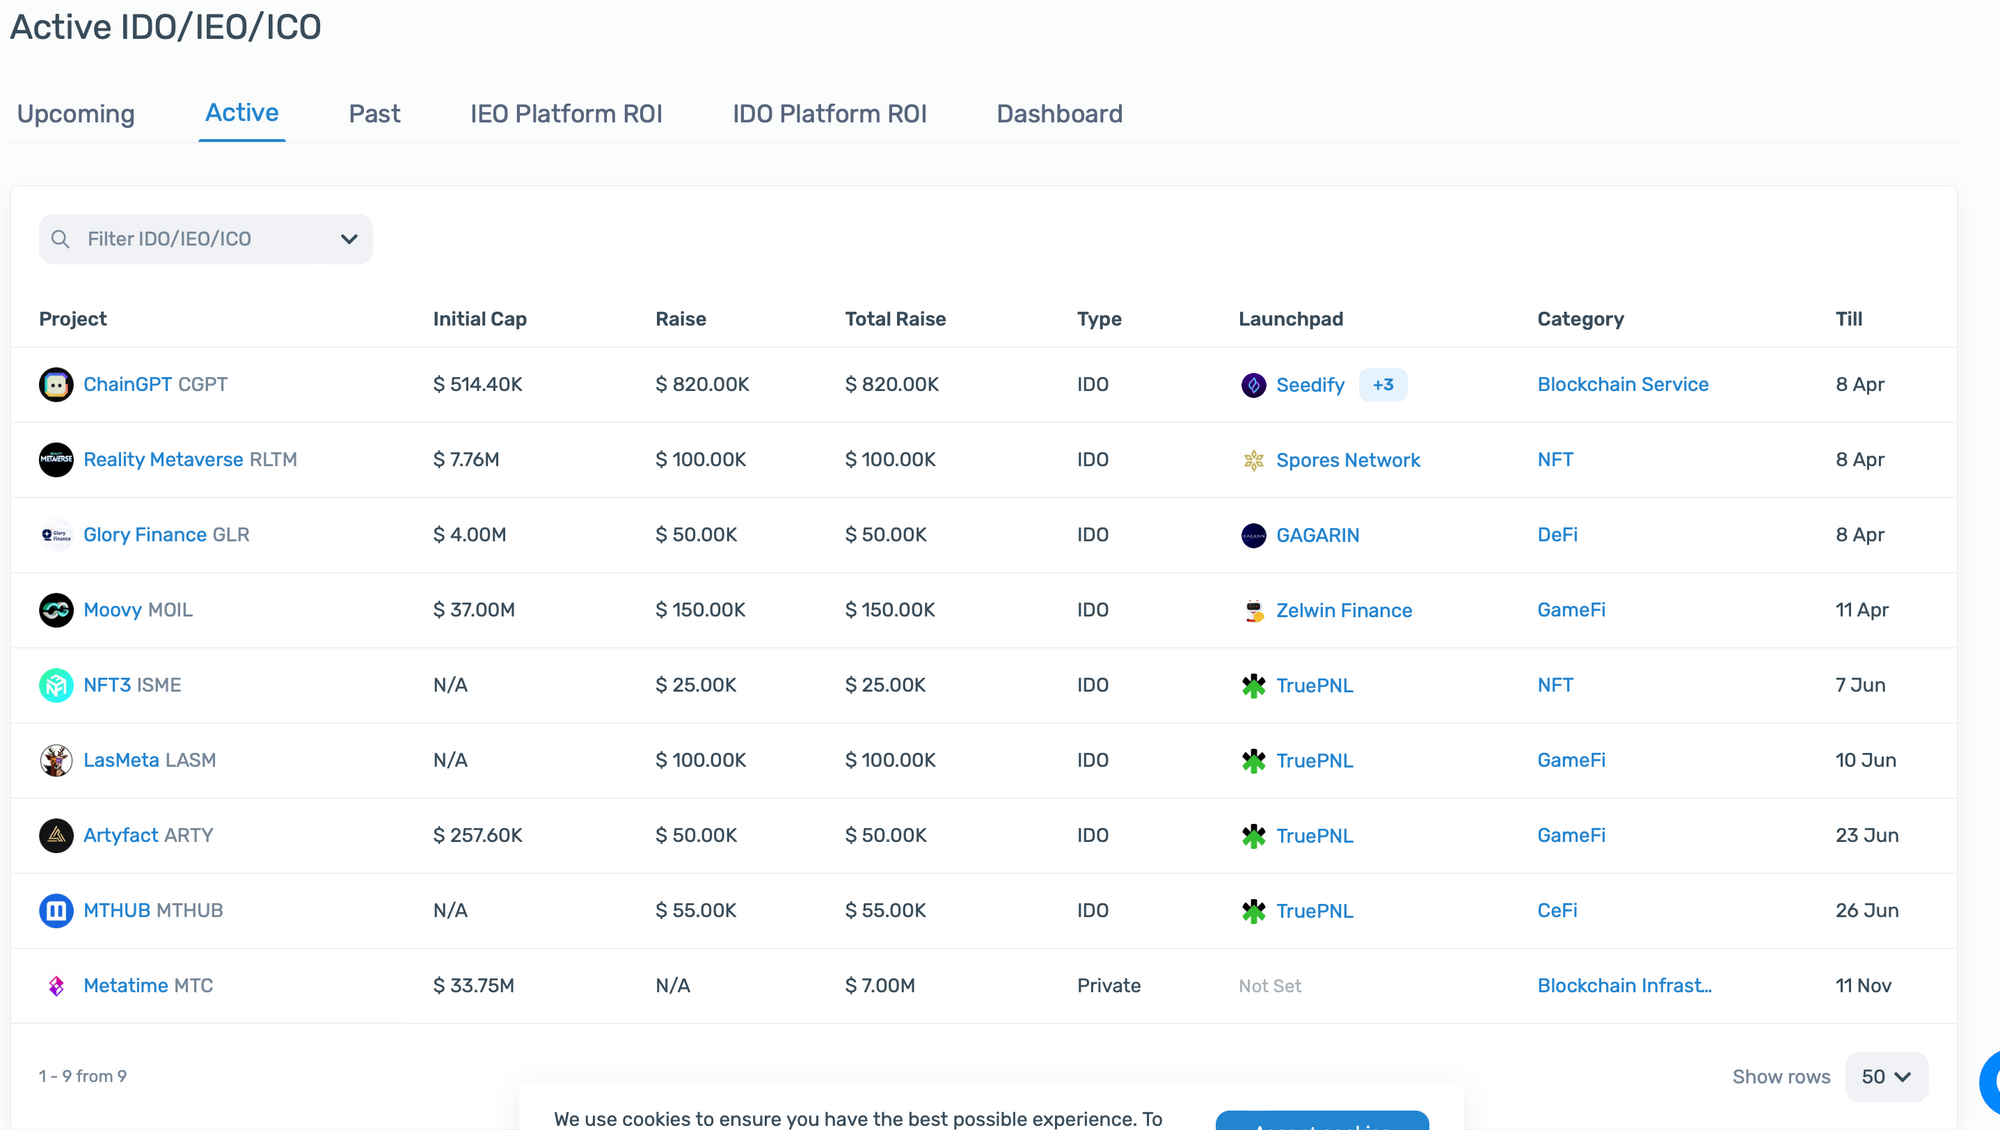 Active IDO/IEO/ICO
Upcoming Active Past IEO Platform ROI IDO Platform ROI Dashboard
Filter IDO/IEO/ICO
Project Initial Cap Raise Total Raise Type Launchpad Category Till
ChainGPT CGPT $ 514.40K $ 820.00K $ 820.00K IDO Seedify +3 Blockchain Service 8 Apr
Reality Metaverse RLTM $ 7.76M $ 100.00K $ 100.00K IDO Spores Network NFT 8 Apr
Glory Finance GLR $ 4.00M $ 50.00K $ 50.00K IDO GAGARIN DeFi 8 Apr
Moovy MOIL $ 37.00M $ 150.00K $ 150.00K IDO Zelwin Finance GameFi 11 Apr
NFT3 ISME N/A $ 25.00K $ 25.00K IDO TruePNL NFT 7 Jun
LasMeta LASM N/A $ 100.00K $ 100.00K IDO TruePNL GameFi 10 Jun
Artyfact ARTY $ 257.60K $ 50.00K $ 50.00K IDO TruePNL GameFi 23 Jun
MTHUB MTHUB N/A $ 55.00K $ 55.00K IDO TruePNL CeFi 26 Jun
Metatime MTC $ 33.75M N/A $ 7.00M Private Not Set Blockchain Infrast... 11 Nov
1 - 9 from 9 Show rows 50
We use cookies to ensure you have the best possible experience. To